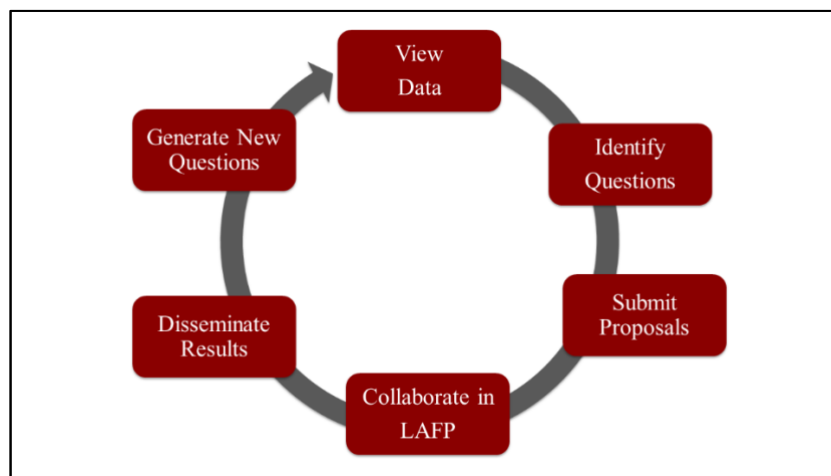 View
Data
Identify
Questions
Submit
Proposals
Collaborate in
LAFP
Disseminate
Results
Generate New
Questions